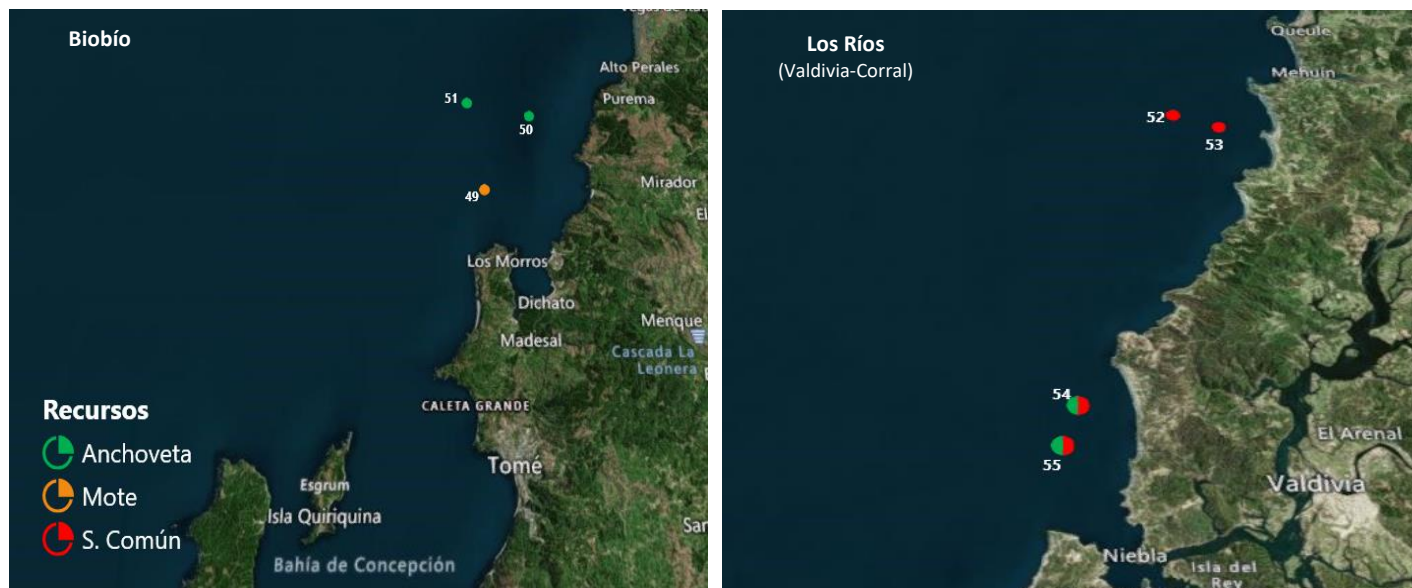 Biobío
Alto Perales
Purema
51
50
Mirador
49
Los Morros
Dichato
Menque
Madesal
Cascada La
Leonera
Recursos
CALETA GRANDE
Anchoveta
Tomé
Mote
Esgrum
Isla Quiriquina
S. Común
Bahía de Concepción
Los Ríos
(Valdivia-Corral)
Queule
Mehuin
52
53
54
55
El Arenal
Valdivia
Niebla
Isla del
Rey